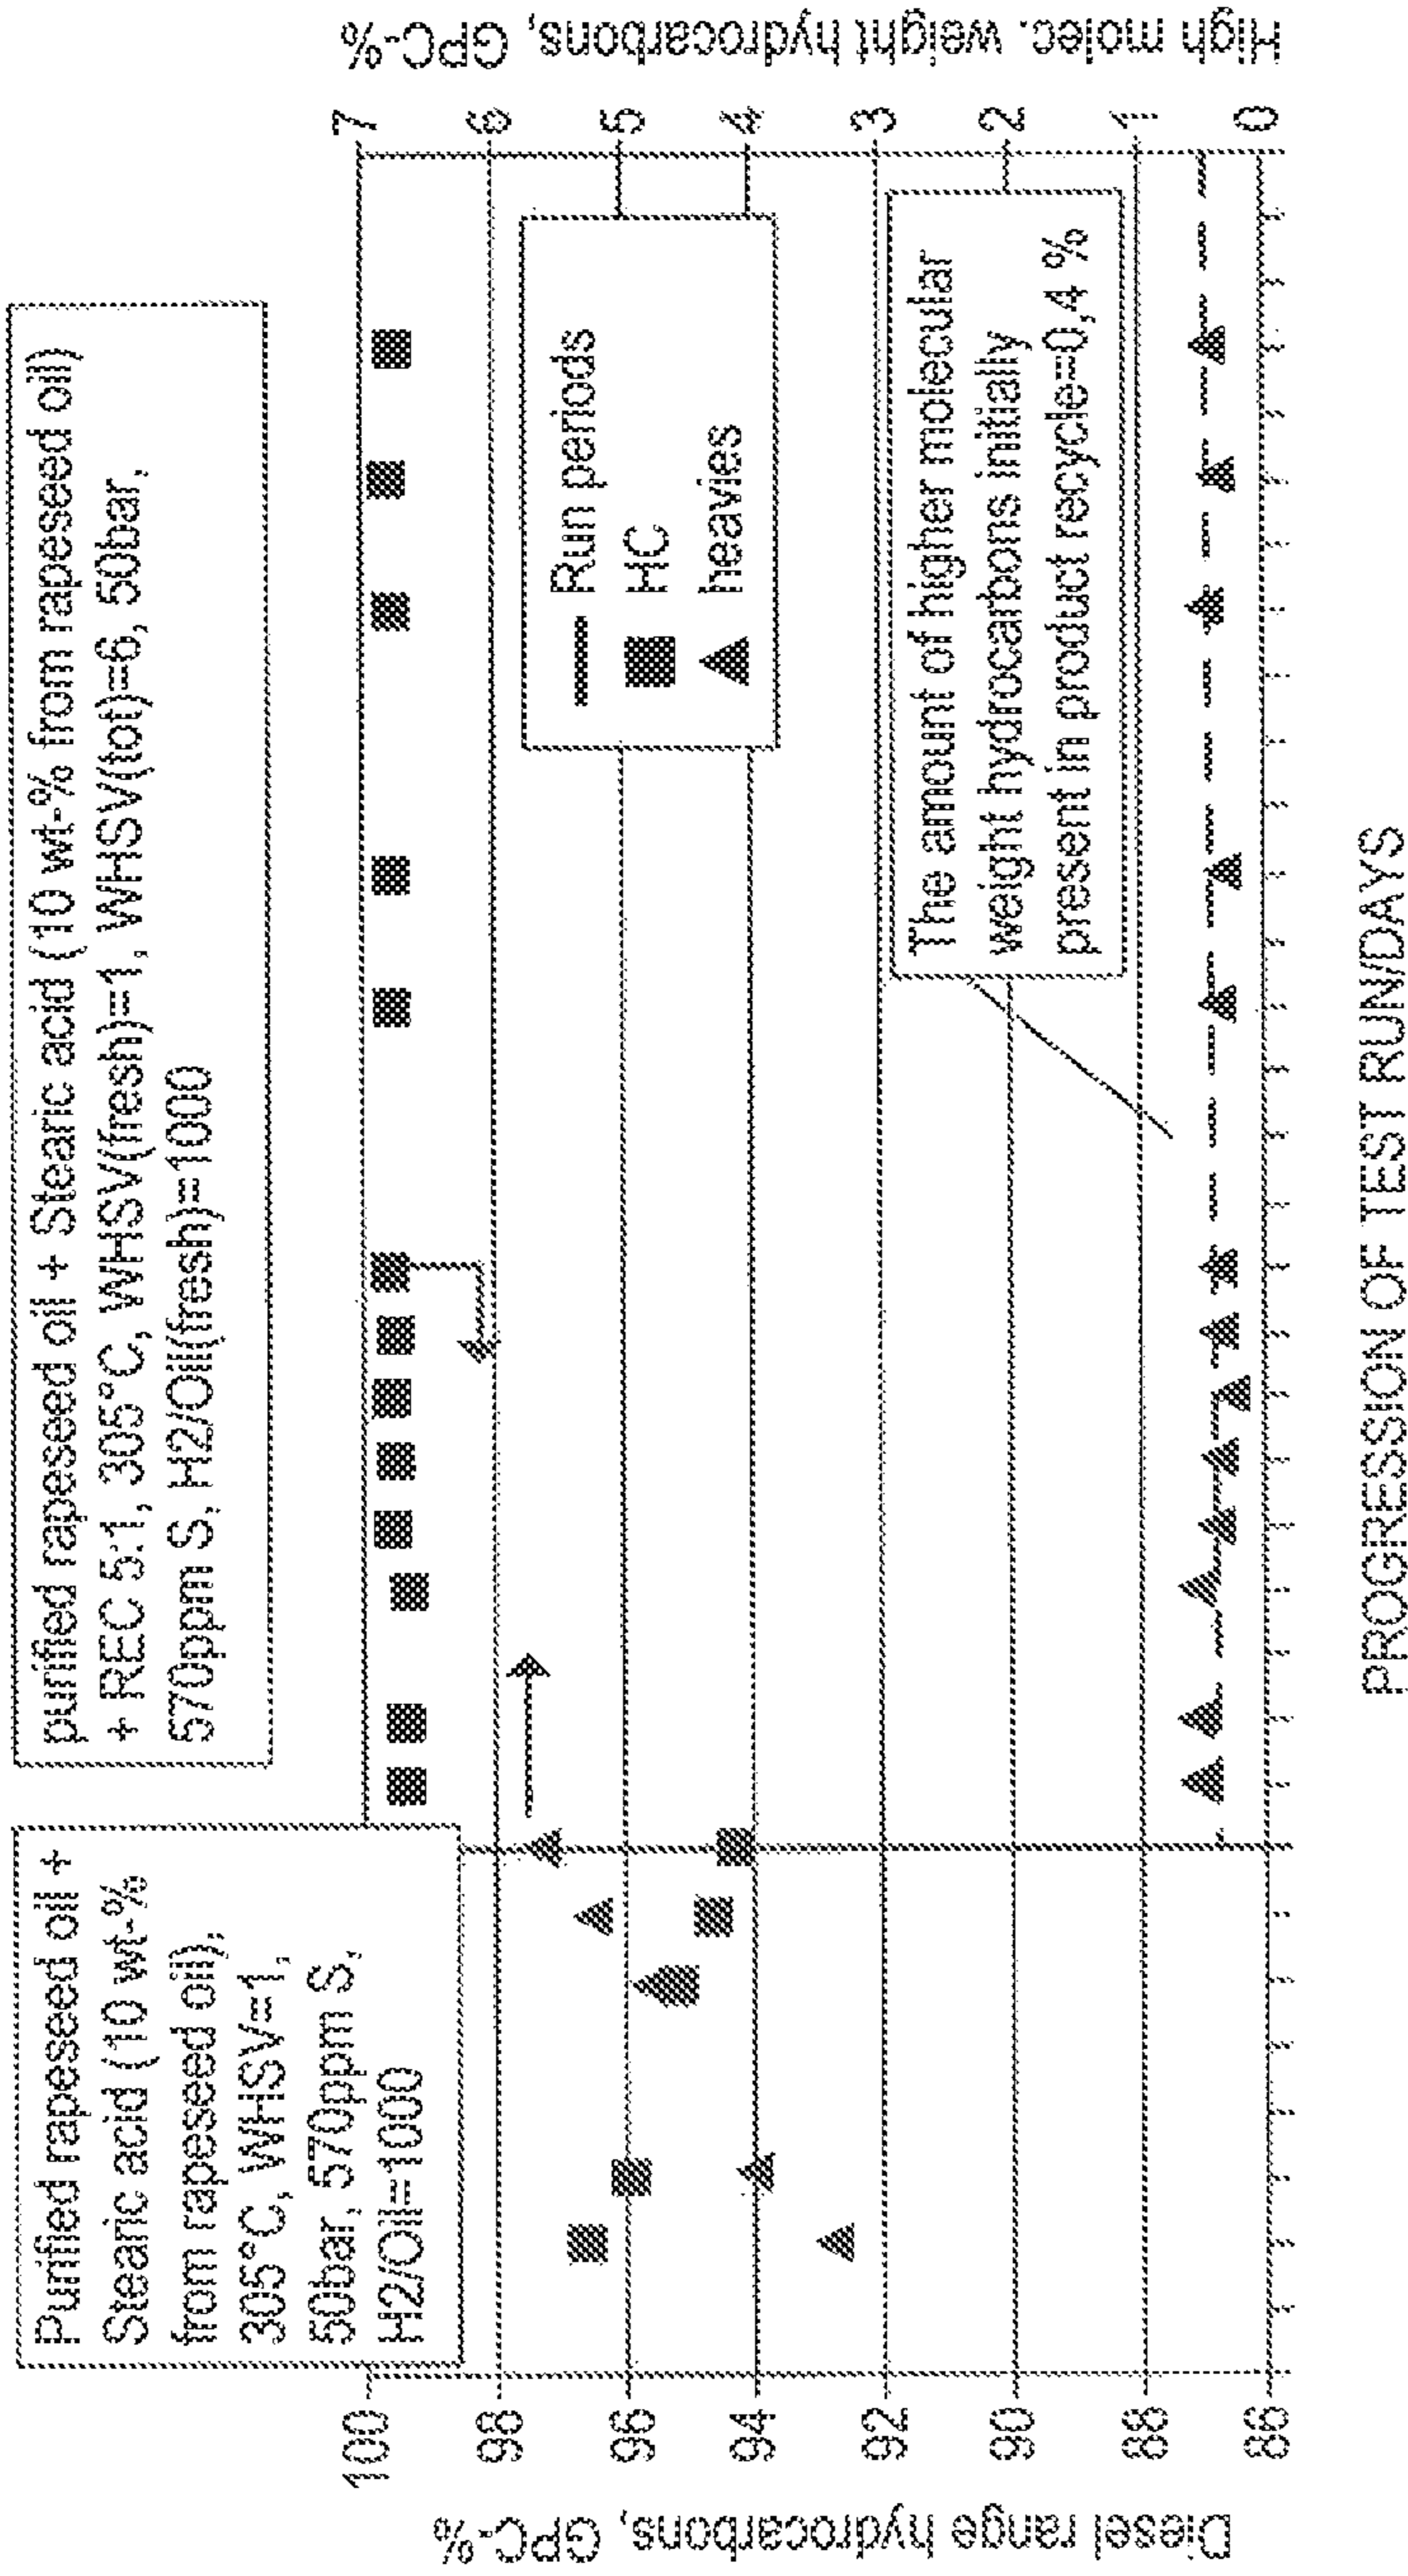 Purified rapeseed oil +
Stearic acid (10 wt-%
from rapeseed oil),
305°C, WHSV=1,
50bar, 570ppm S,
H2/Oil=1000
purified rapeseed oil + Stearic acid (10 wt-% from rapeseed oil)
+ REC 5:1, 305°C, WHSV(fresh)=1, WHSV(tot)=6, 50bar,
570ppm S, H2/Oil(fresh)=1000
Diesel range hydrocarbons, GPC-%
100
98
96
94
92
90
88
86
Run periods
HC
heavies
The amount of higher molecular
weight hydrocarbons initially
present in product recycle=0,4 %
7
6
5
4
3
2
1
0
High molec. weight hydrocarbons, GPC-%
PROGRESSION OF TEST RUN/DAYS